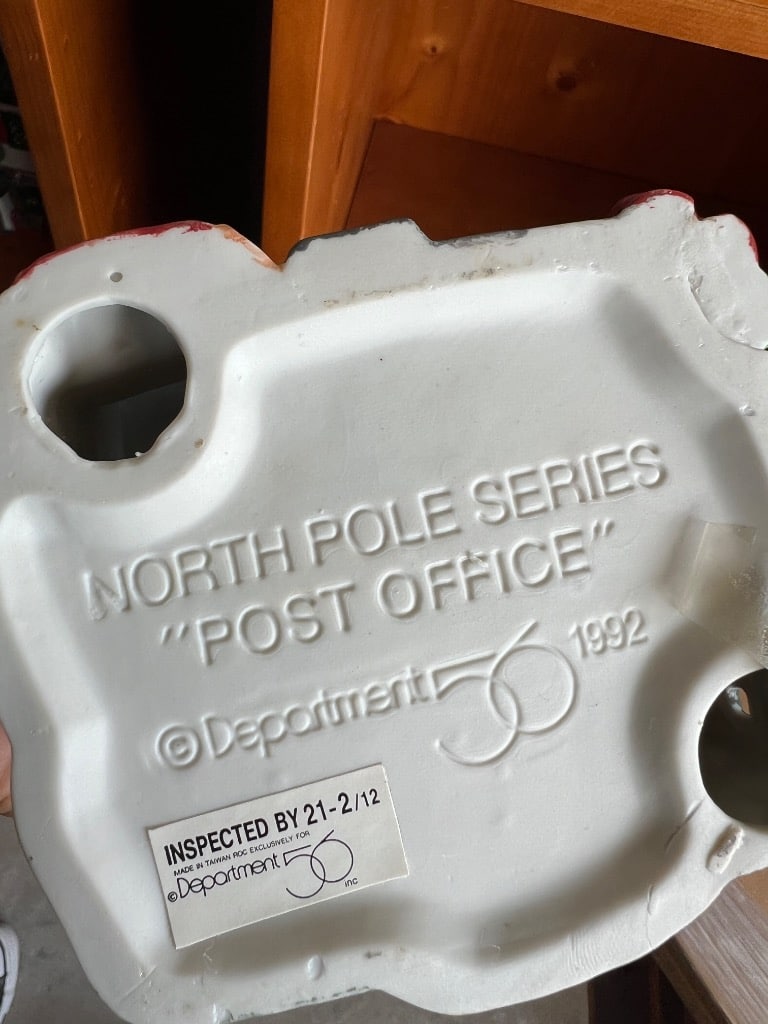 NORTH POLE SERIES
"POST OFFICE"
© Department 56 1992
INSPECTED BY 21-2/12
MADE IN TAIWAN ROC EXCLUSIVELY FOR
© Department 56
inc